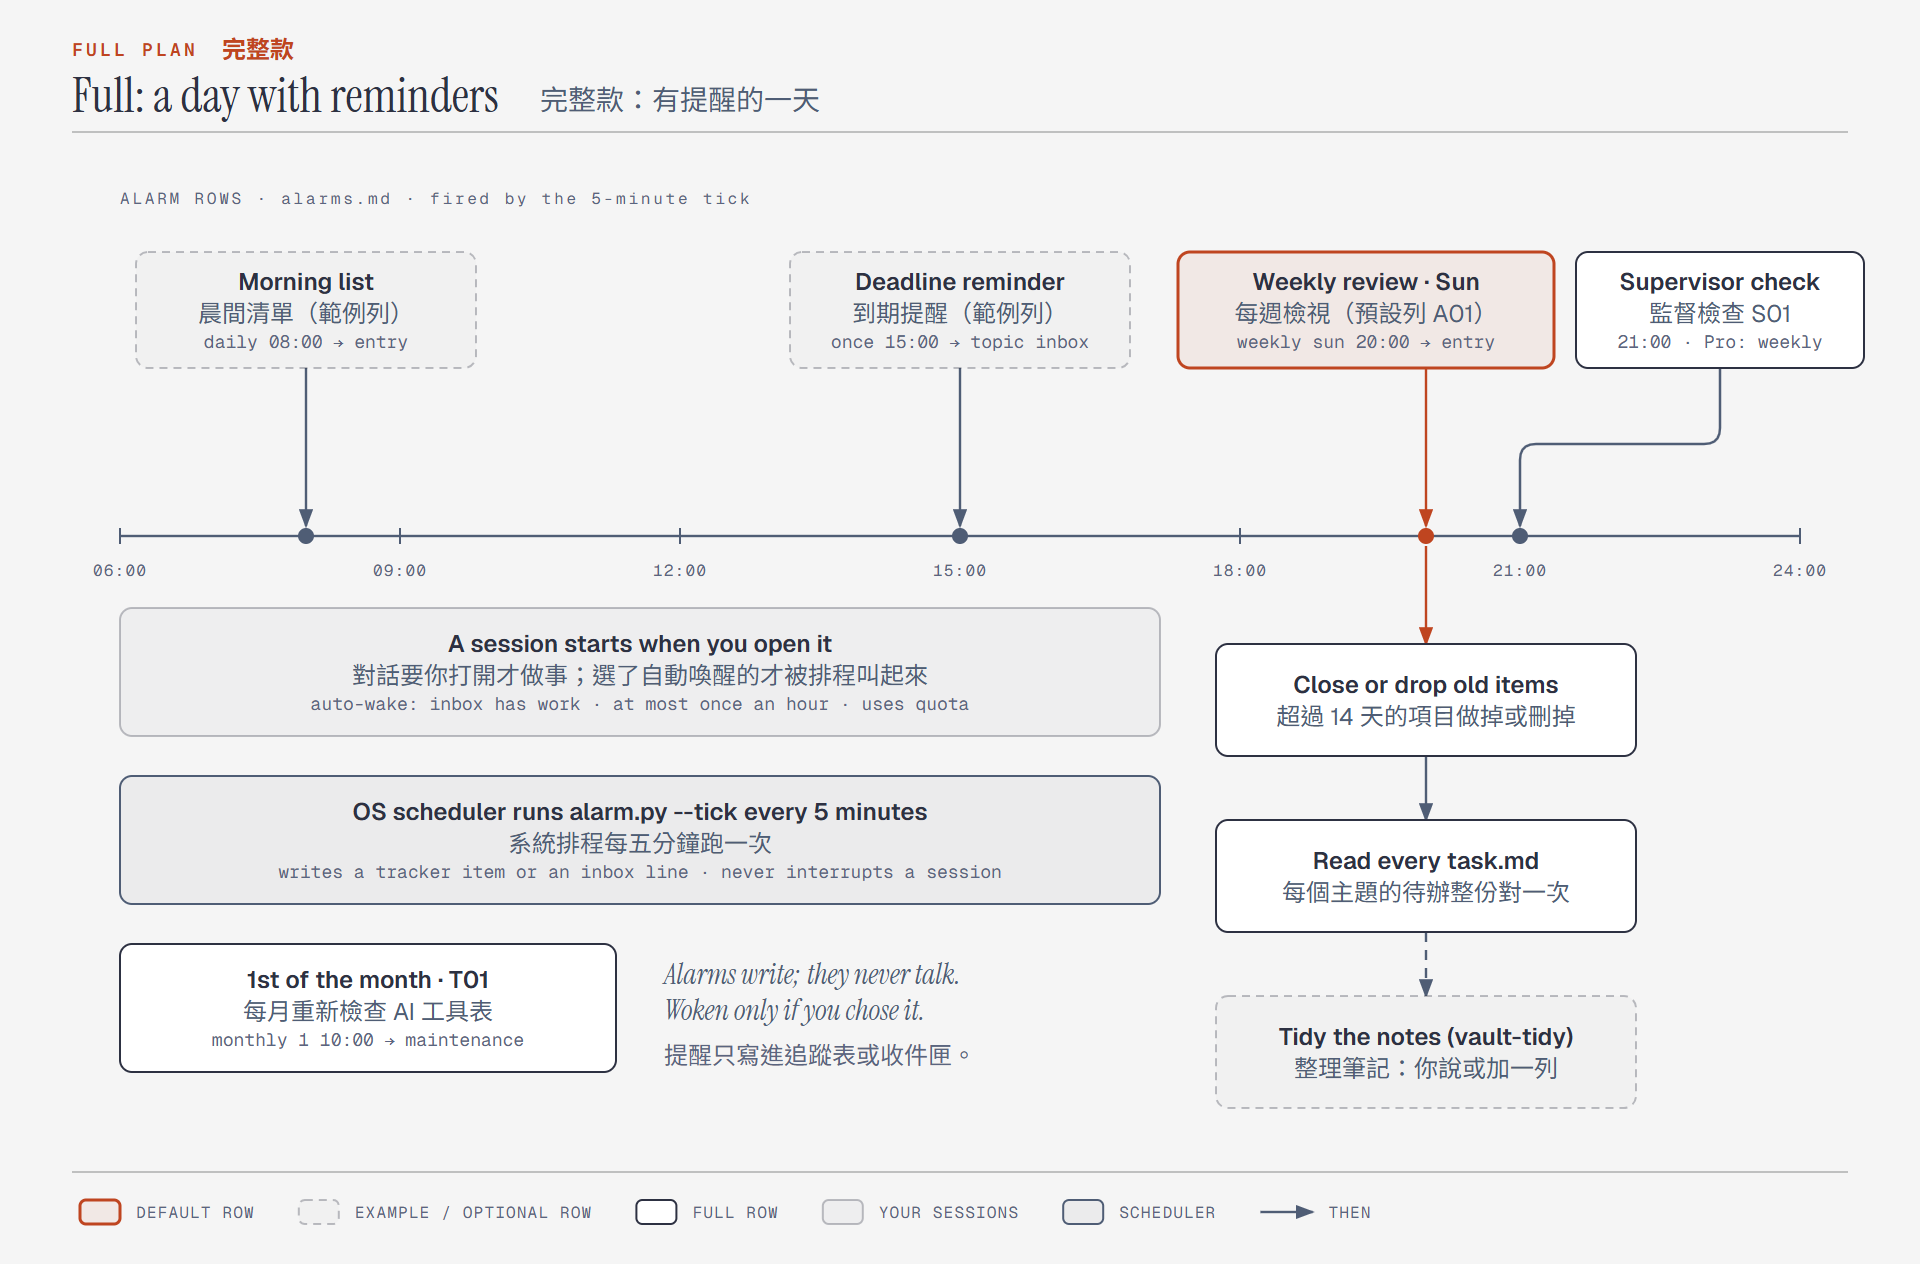 FULL PLAN 完整款
Full: a day with reminders 完整款：有提醒的一天
ALARM ROWS · alarms.md · fired by the 5-minute tick
Morning list
晨間清單（範例列）
daily 08:00 → entry
Deadline reminder
到期提醒（範例列）
once 15:00 → topic inbox
Weekly review · Sun
每週檢視（預設列 A01）
weekly sun 20:00 → entry
Supervisor check
監督檢查 S01
21:00 · Pro: weekly
06:00 09:00 12:00 15:00 18:00 21:00 24:00
A session starts when you open it
對話要你打開才做事；選了自動喚醒的才被排程叫起來
auto-wake: inbox has work · at most once an hour · uses quota
OS scheduler runs alarm.py --tick every 5 minutes
系統排程每五分鐘跑一次
writes a tracker item or an inbox line · never interrupts a session
1st of the month · T01
每月重新檢查 AI 工具表
monthly 1 10:00 → maintenance
Alarms write; they never talk.
Woken only if you chose it.
提醒只寫進追蹤表或收件匣。
Close or drop old items
超過 14 天的項目做掉或刪掉
Read every task.md
每個主題的待辦整份對一次
Tidy the notes (vault-tidy)
整理筆記：你說或加一列
DEFAULT ROW EXAMPLE / OPTIONAL ROW FULL ROW YOUR SESSIONS SCHEDULER THEN